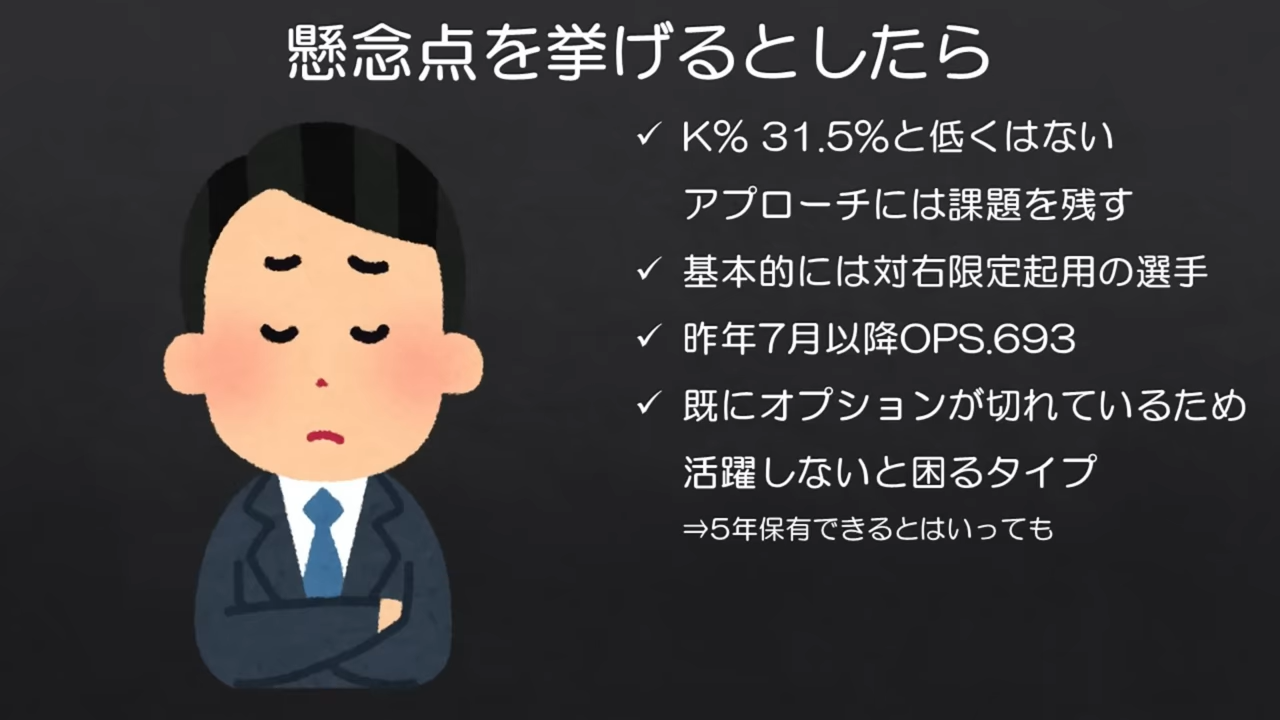 懸念点を挙げるとしたら
✓ K% 31.5%と低くはない
アプローチには課題を残す
✓ 基本的には対右限定起用の選手
✓ 昨年7月以降OPS.693
✓ 既にオプションが切れているため
活躍しないと困るタイプ
⇒5年保有できるとはいっても